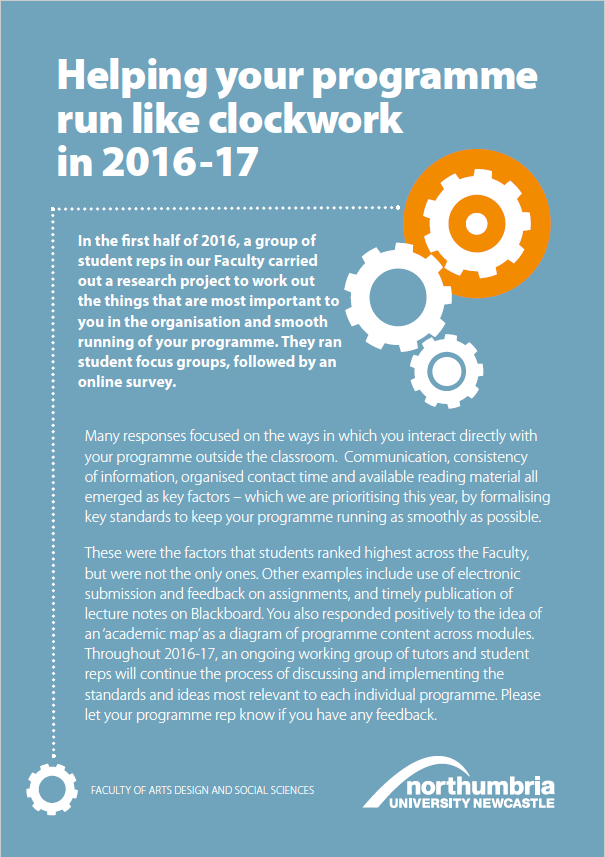 Helping your programme
run like clockwork
in 2016-17
In the first half of 2016, a group of
student reps in our Faculty carried
out a research project to work out
the things that are most important to
you in the organisation and smooth
running of your programme. They ran
student focus groups, followed by an
online survey.
Many responses focused on the ways in which you interact directly with
your programme outside the classroom.  Communication, consistency
of information, organised contact time and available reading material all
emerged as key factors – which we are prioritising this year, by formalising
key standards to keep your programme running as smoothly as possible.
These were the factors that students ranked highest across the Faculty,
but were not the only ones. Other examples include use of electronic
submission and feedback on assignments, and timely publication of
lecture notes on Blackboard. You also responded positively to the idea of
an ‘academic map’ as a diagram of programme content across modules.
Throughout 2016-17, an ongoing working group of tutors and student
reps will continue the process of discussing and implementing the
standards and ideas most relevant to each individual programme. Please
let your programme rep know if you have any feedback.
FACULTY OF ARTS DESIGN AND SOCIAL SCIENCES
northumbria
UNIVERSITY NEWCASTLE